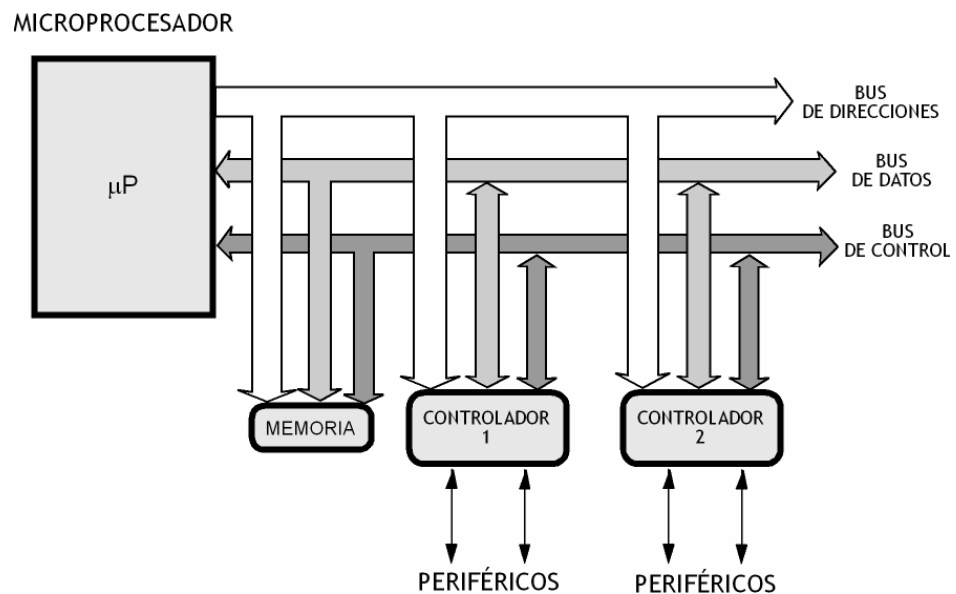 MICROPROCESADOR
μP
BUS
DE DIRECCIONES
BUS
DE DATOS
BUS
DE CONTROL
MEMORIA
CONTROLADOR
1
CONTROLADOR
2
PERIFÉRICOS
PERIFÉRICOS